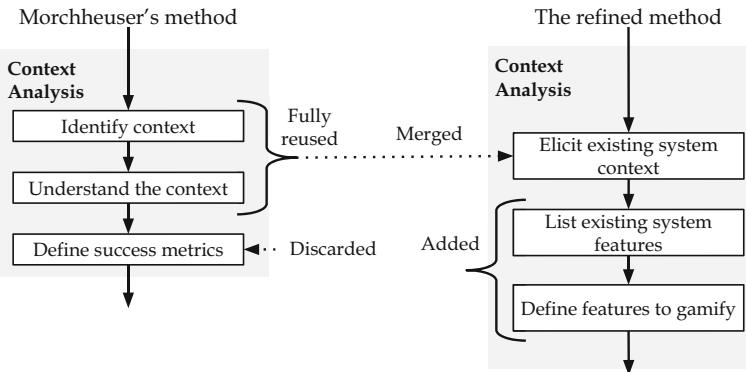 Morchheuser's method
Context
Analysis
Identify context
Understand the context
Define success metrics
Fully
reused
Merged
Discarded
The refined method
Context
Analysis
Elicit existing system
context
List existing system
features
Added
Define features to gamify